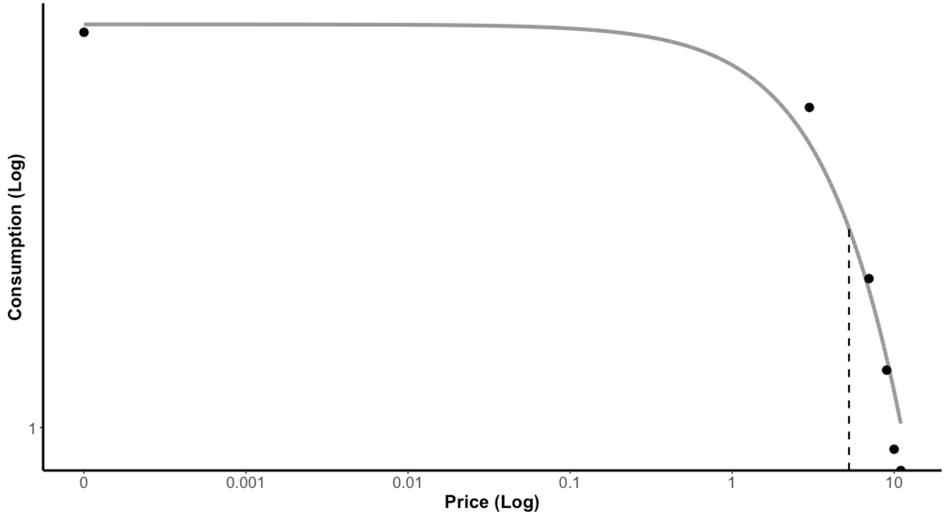 Consumption (Log)
1
0 0.001 0.01 0.1 1 10
Price (Log)